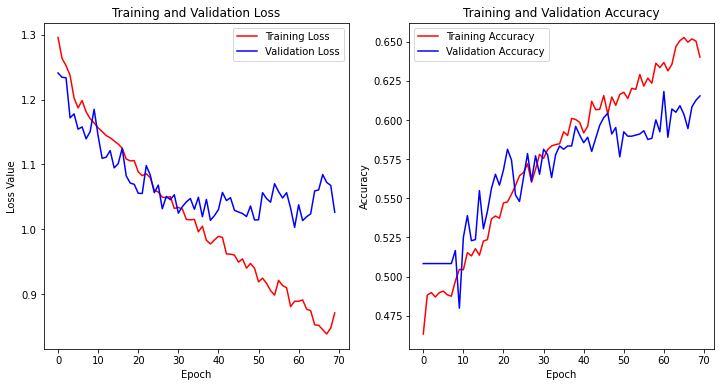 Training and Validation Loss
Training Loss
Validation Loss
Loss Value
1.3
1.2
1.1
1.0
0.9
0 10 20 30 40 50 60 70
Epoch
Training and Validation Accuracy
Training Accuracy
Validation Accuracy
Accuracy
0.650
0.625
0.600
0.575
0.550
0.525
0.500
0.475
0 10 20 30 40 50 60 70
Epoch